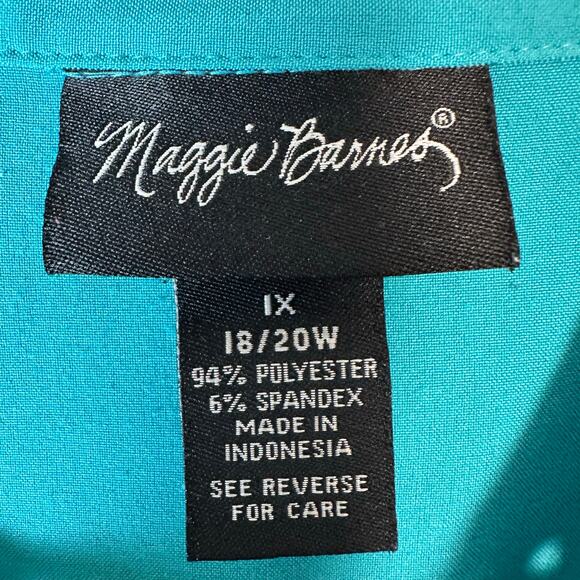 Maggie Barnes®
1X
18/20W
94% POLYESTER
6% SPANDEX
MADE IN
INDONESIA
SEE REVERSE
FOR CARE